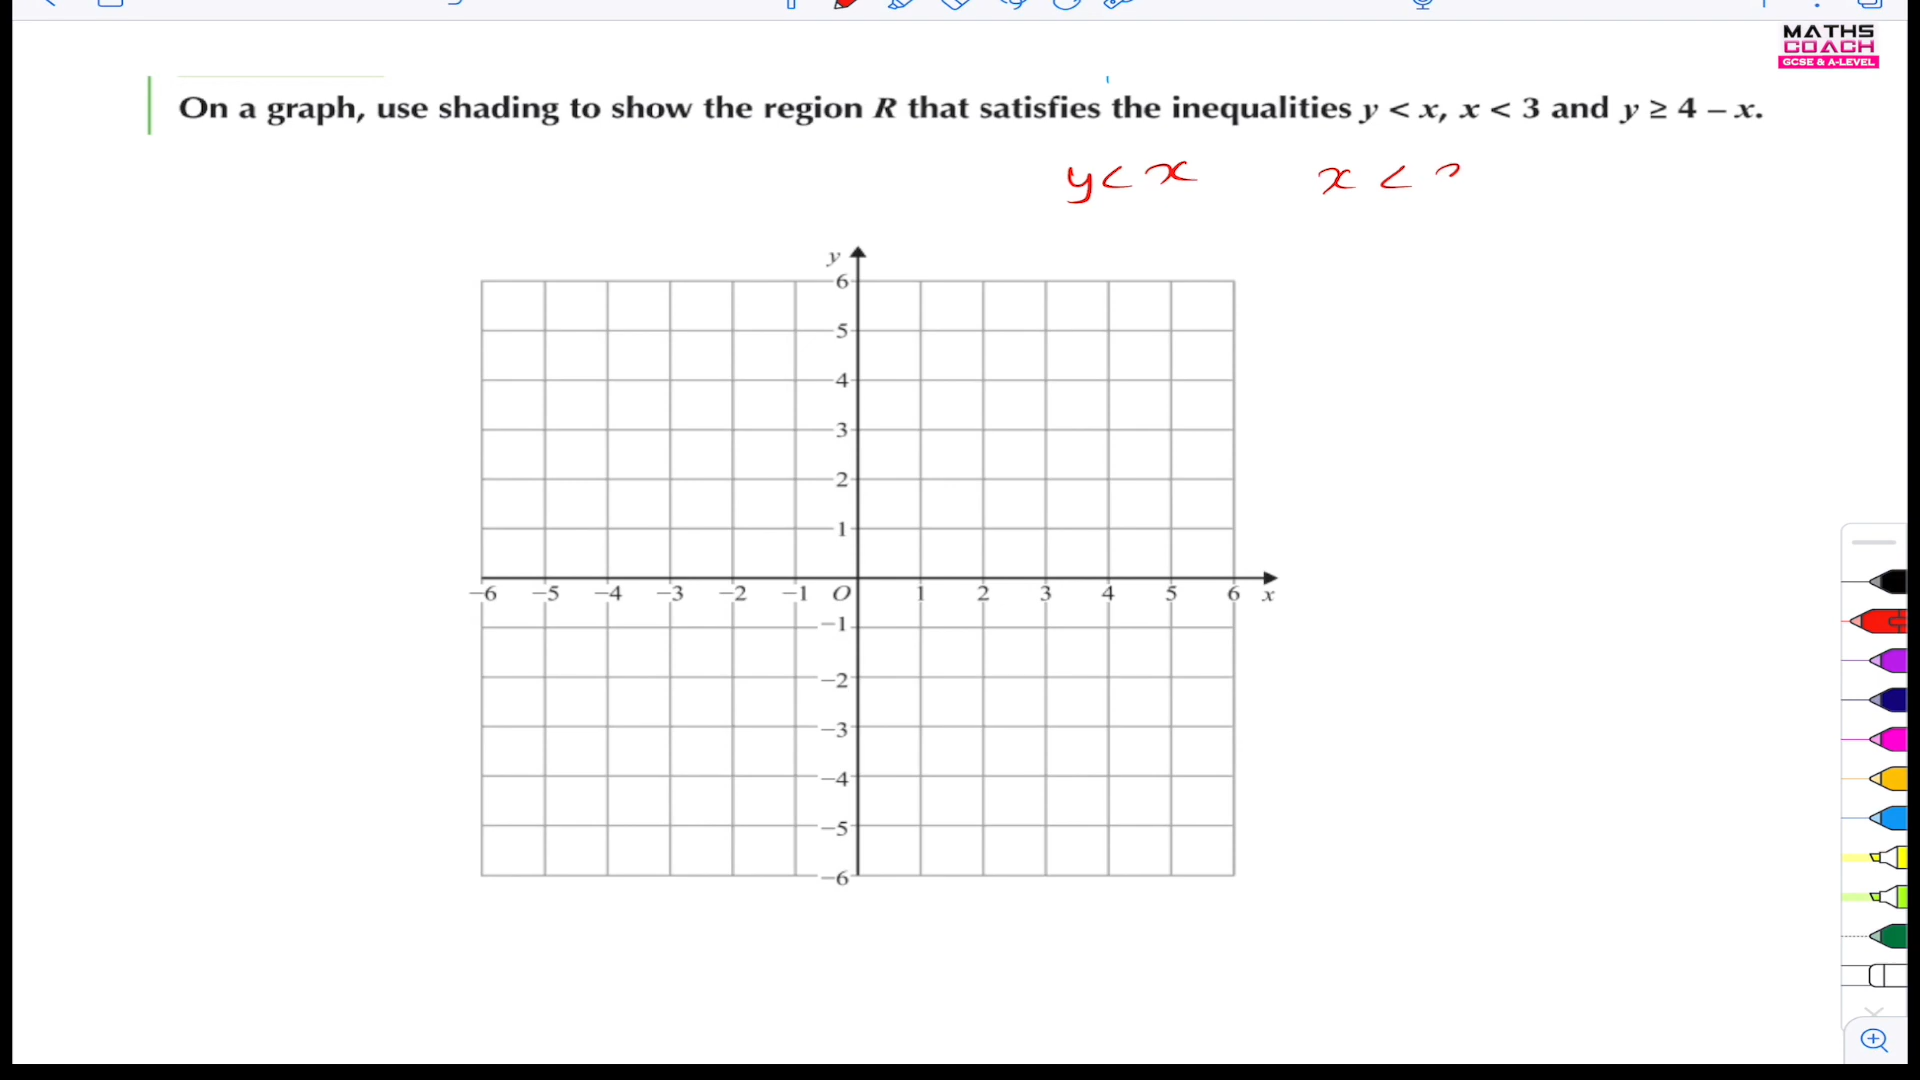 MATHS
COACH
GCSE & A-LEVEL
On a graph, use shading to show the region R that satisfies the inequalities y < x, x < 3 and y ≥ 4 – x.
y < x x <
y
6
5
4
3
2
1
−6 −5 −4 −3 −2 −1 O 1 2 3 4 5 6 x
−1
−2
−3
−4
−5
−6